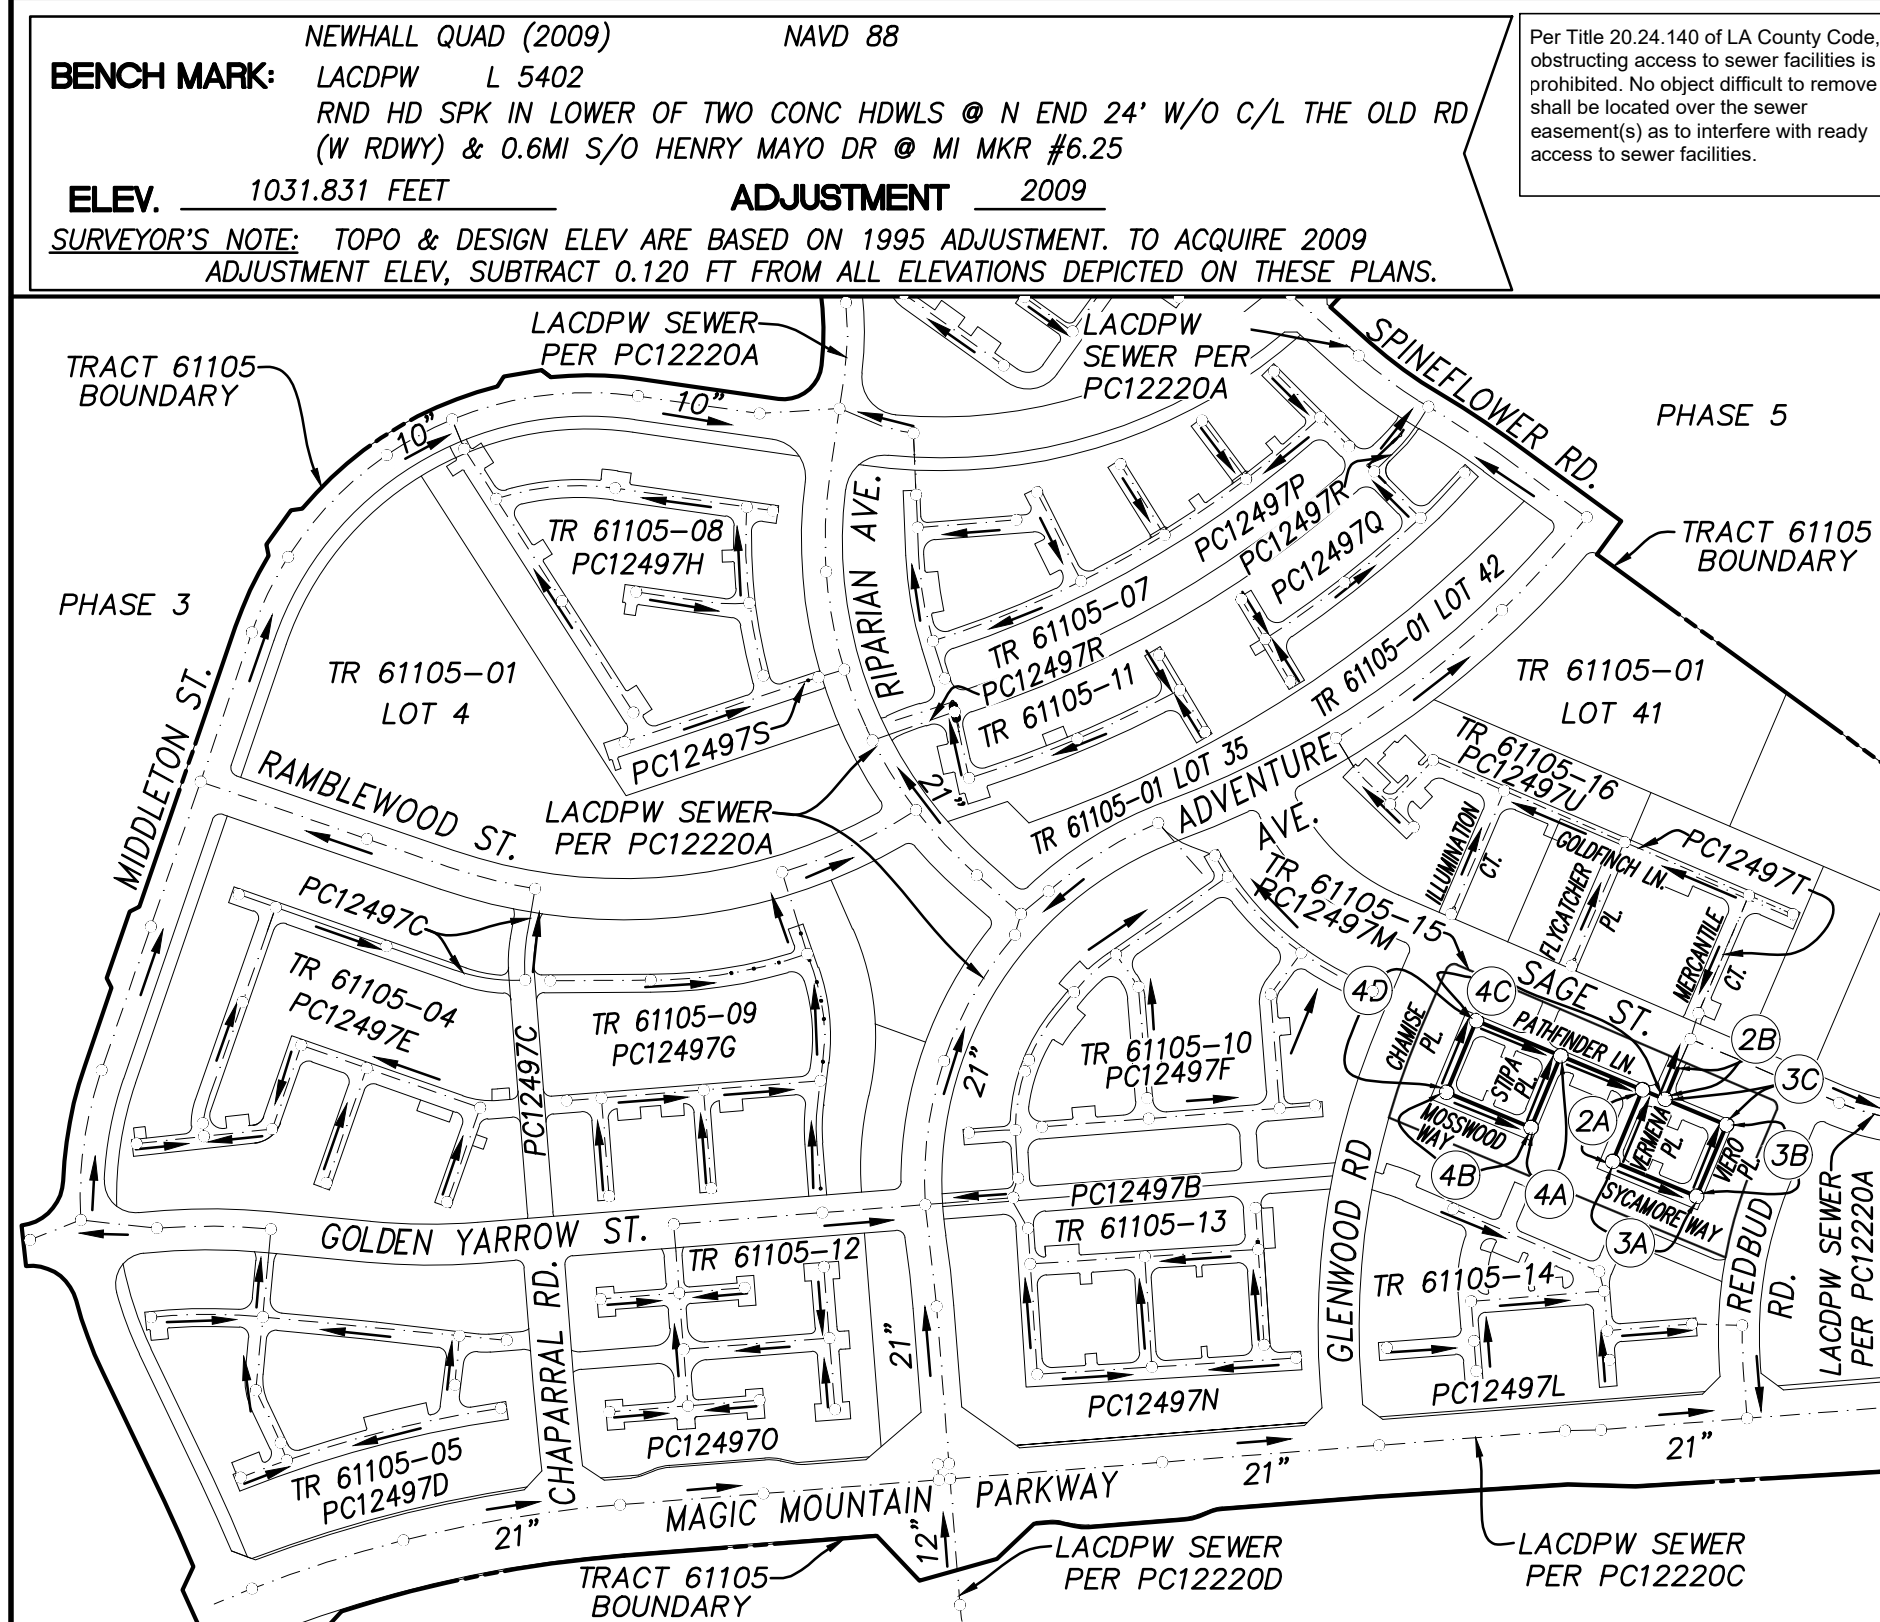 NEWHALL QUAD (2009) NAVD 88
BENCH MARK: LACDPW L 5402
RND HD SPK IN LOWER OF TWO CONC HDWLS @ N END 24' W/O C/L THE OLD RD
(W RDWY) & 0.6MI S/O HENRY MAYO DR @ MI MKR #6.25
ELEV. 1031.831 FEET ADJUSTMENT 2009
SURVEYOR'S NOTE: TOPO & DESIGN ELEV ARE BASED ON 1995 ADJUSTMENT. TO ACQUIRE 2009
ADJUSTMENT ELEV, SUBTRACT 0.120 FT FROM ALL ELEVATIONS DEPICTED ON THESE PLANS.
Per Title 20.24.140 of LA County Code,
obstructing access to sewer facilities is
prohibited. No object difficult to remove
shall be located over the sewer
easement(s) as to interfere with ready
access to sewer facilities.
LACDPW SEWER
PER PC12220A
LACDPW
SEWER PER
PC12220A
SPINEFLOWER RD.
TRACT 61105
BOUNDARY
PHASE 5
10"
10"
TR 61105-08
PC12497H
RIPARIAN AVE.
PC12497P
PC12497R
PC12497Q
TRACT 61105
BOUNDARY
PHASE 3
TR 61105-07
PC12497R
TR 61105-11
TR 61105-01 LOT 42
TR 61105-01
LOT 4
TR 61105-01
LOT 41
MIDDLETON ST.
PC12497S
TR 61105-01 LOT 35
TR 61105-16
PC12497U
RAMBLEWOOD ST.
21"
LACDPW SEWER
PER PC12220A
ADVENTURE
AVE.
ILLUMINATION
CT.
GOLDFINCH LN.
PC12497T
FLYCATCHER
PL.
MERCANTILE
CT.
TR 61105-15
PC12497M
PC12497C
TR 61105-04
PC12497E
TR 61105-09
PC12497G
PC12497C
21"
TR 61105-10
PC12497F
4D
4C
SAGE ST.
CHAMISE
PL.
PATHFINDER LN.
STIPA
PL.
2B
3C
MOSSWOOD
WAY
2A
VERMENA
PL.
MERO
PL.
3B
4B
4A
SYCAMORE WAY
3A
PC12497B
TR 61105-13
GOLDEN YARROW ST.
TR 61105-12
GLENWOOD RD
TR 61105-14
REDBUD
RD.
LACDPW SEWER
PER PC12220A
CHAPARRAL RD.
21"
PC12497N
PC12497L
PC12497O
TR 61105-05
PC12497D
21"
MAGIC MOUNTAIN PARKWAY
21"
21"
12"
TRACT 61105
BOUNDARY
LACDPW SEWER
PER PC12220D
LACDPW SEWER
PER PC12220C